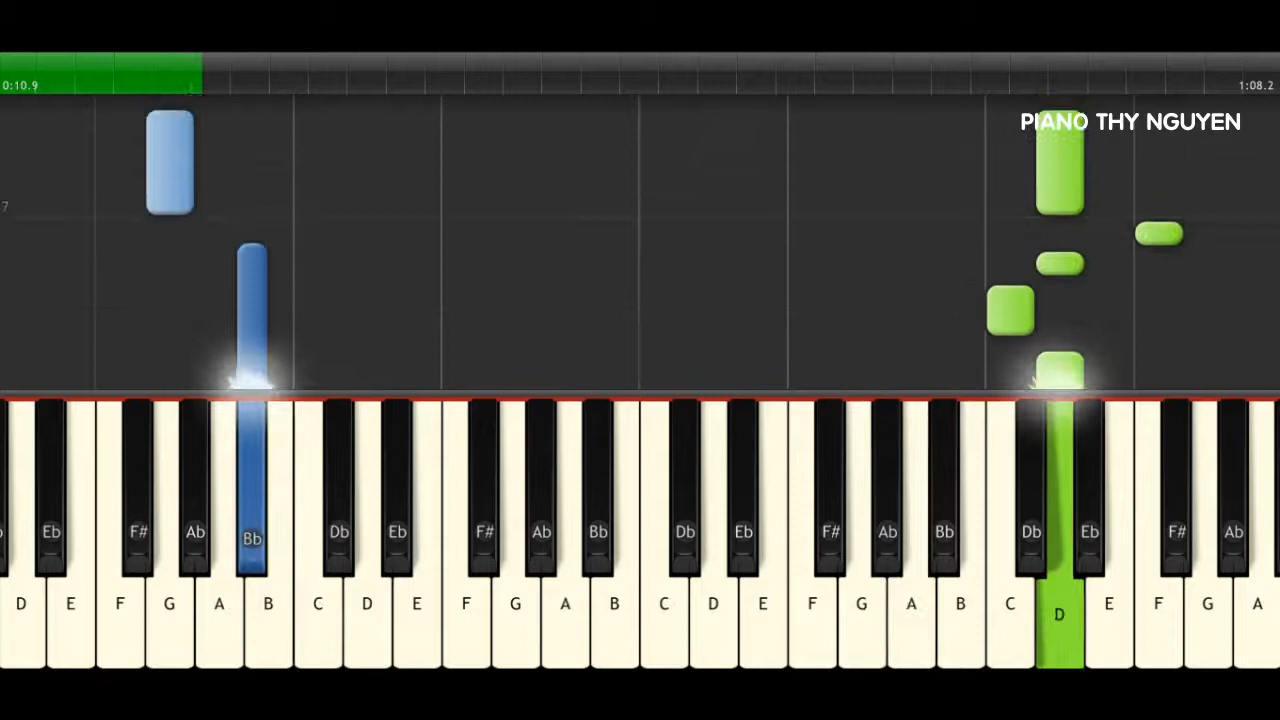 0:10.9
1:08.2
PIANO THY NGUYEN
7
Eb F# Ab Bb Db Eb F# Ab Bb Db Eb F# Ab Bb Db Eb F# Ab
D E F G A B C D E F G A B C D E F G A B C D E F G A